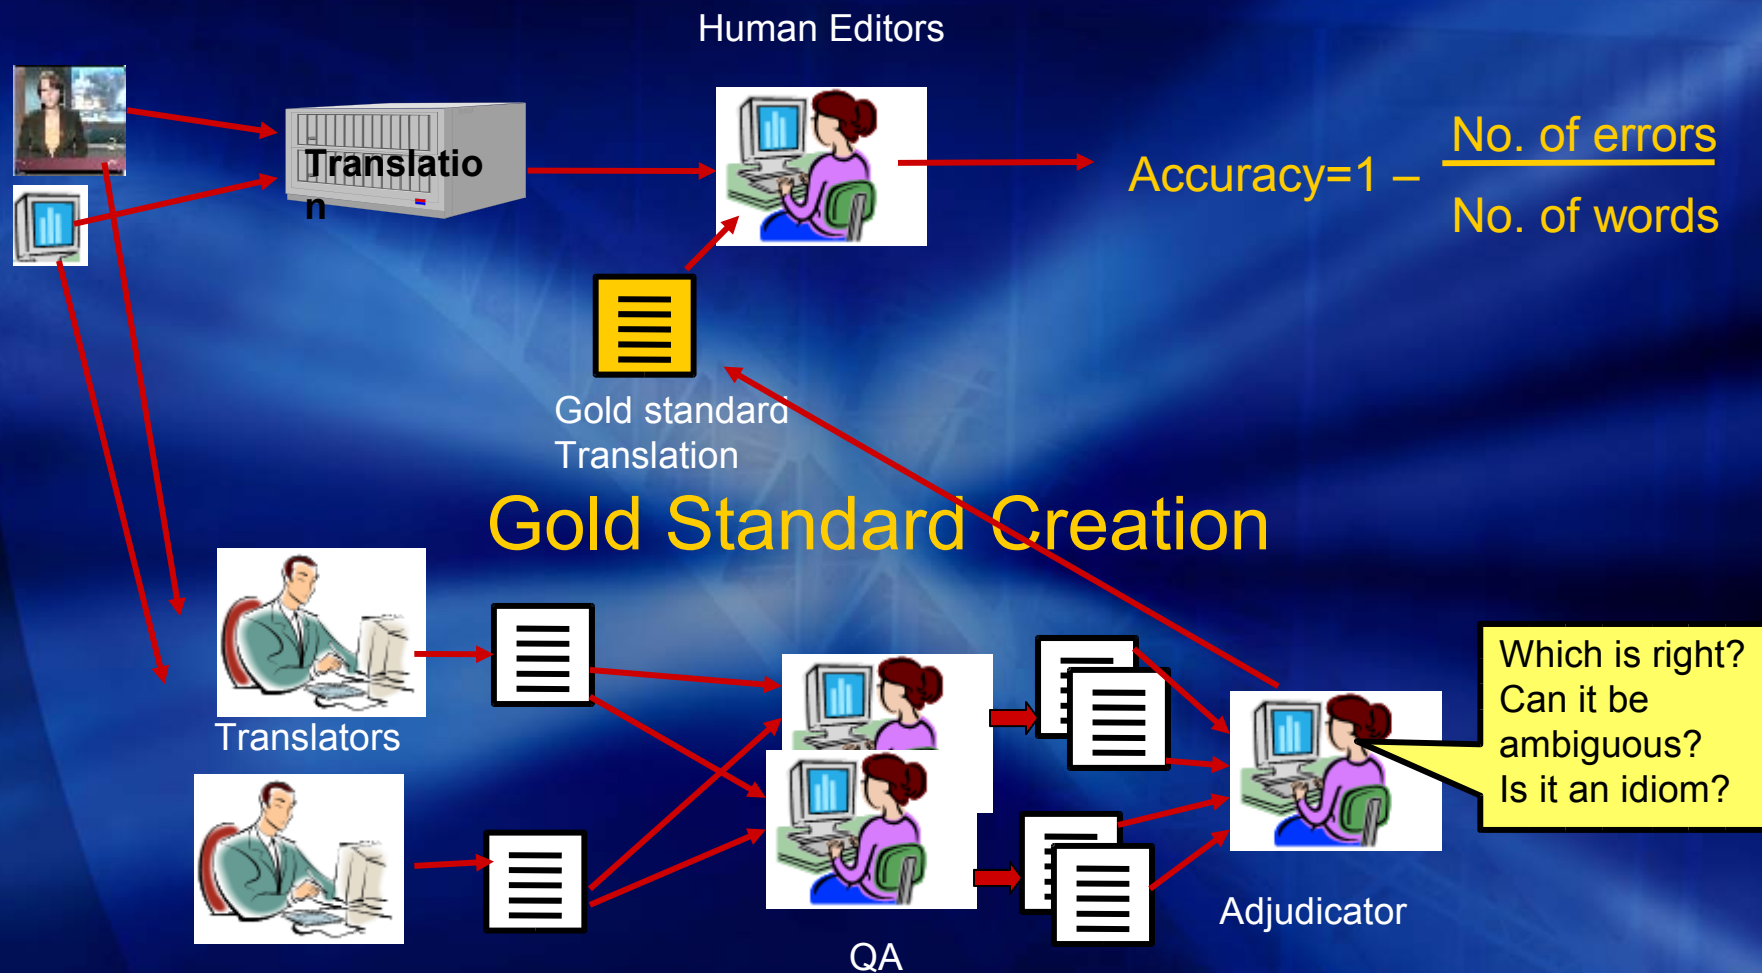 Human Editors
Translatio
n
Accuracy=1 –
No. of errors
No. of words
Gold standard
Translation
Gold Standard Creation
Translators
Which is right?
Can it be
ambiguous?
Is it an idiom?
Adjudicator
QA